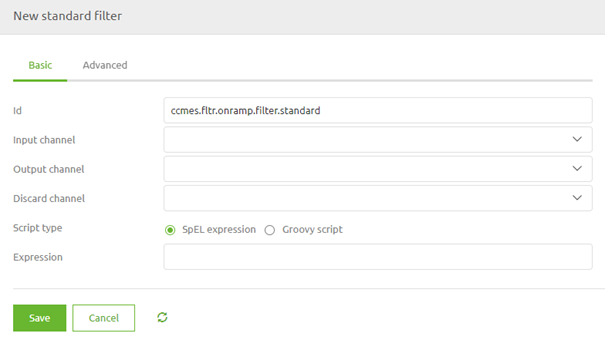 New standard filter
Basic Advanced
Id ccmes.fltr.onramp.filter.standard
Input channel
Output channel
Discard channel
Script type SpEL expression Groovy script
Expression
Save Cancel